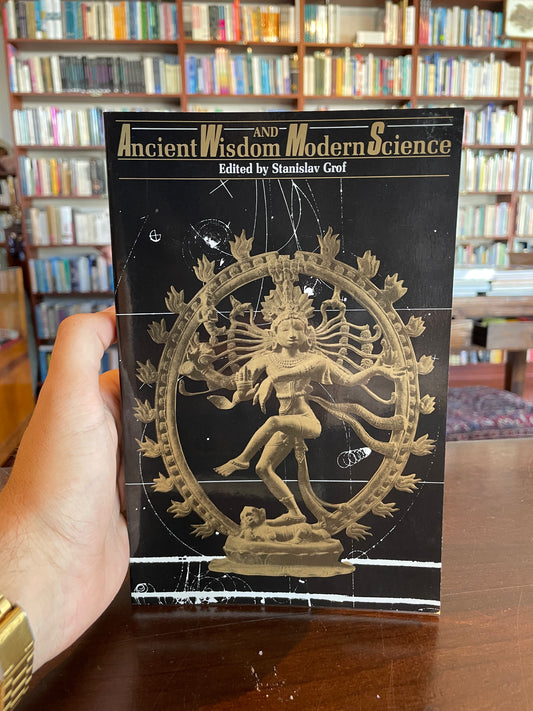 Ancient Wisdom AND Modern Science
Edited by Stanislav Grof